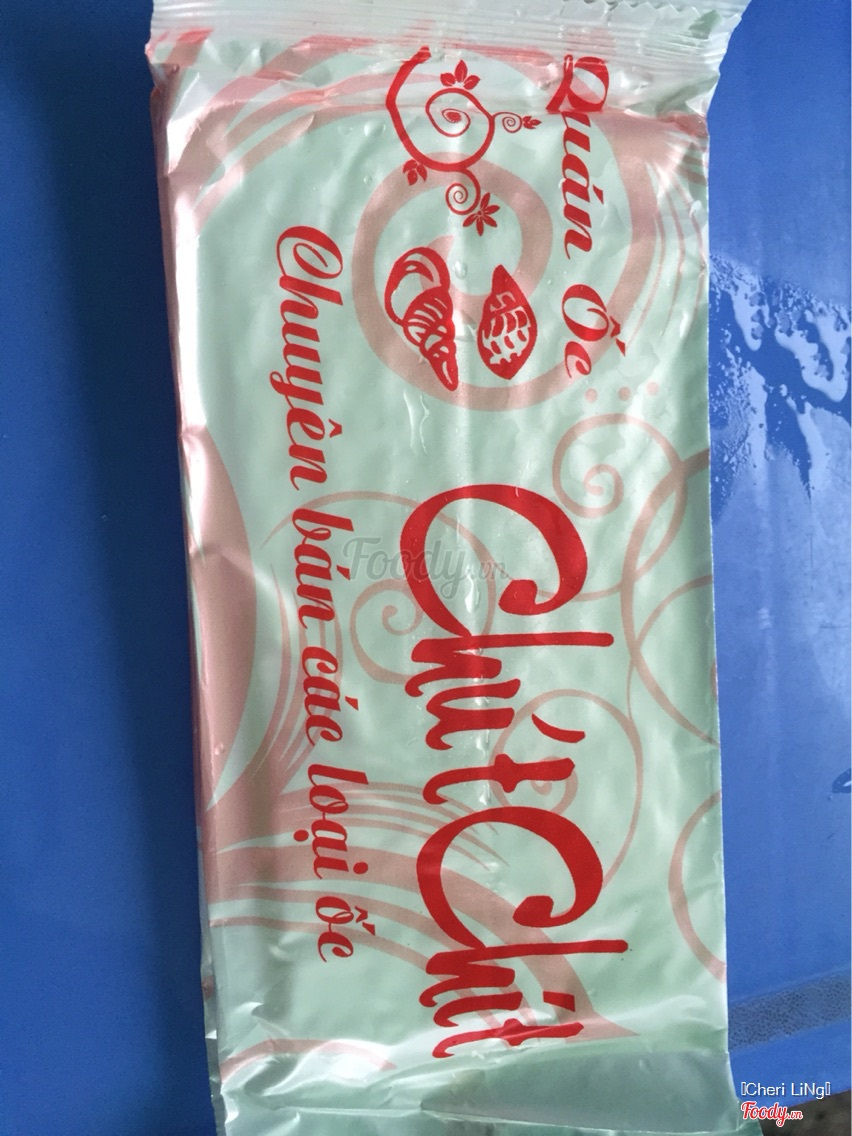 Quán Ốc
Chút Chít
Chuyên bán các loại ốc
Foody.vn
Cheri LiNg
Foody.vn